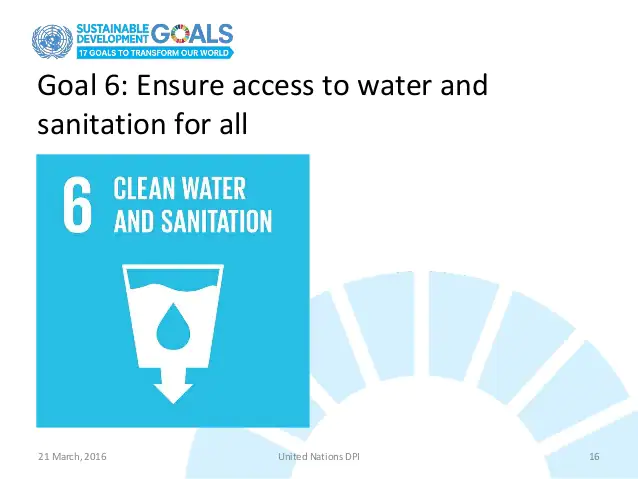 SUSTAINABLE
DEVELOPMENT GOALS
17 GOALS TO TRANSFORM OUR WORLD
Goal 6: Ensure access to water and
sanitation for all
6 CLEAN WATER
AND SANITATION
21 March, 2016 United Nations DPI 16